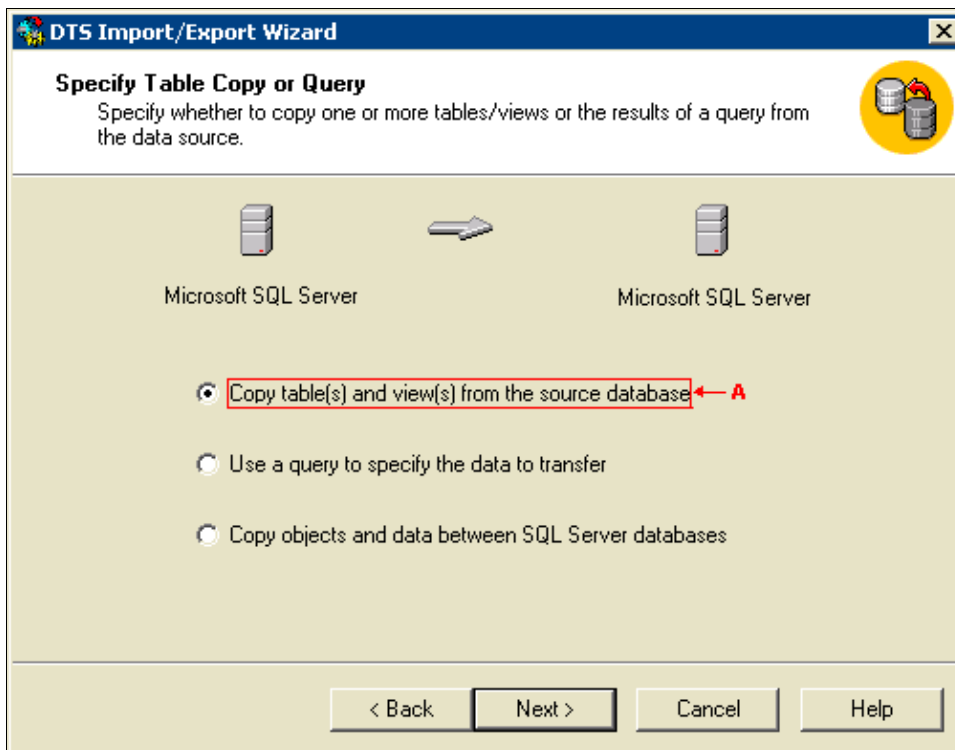 DTS Import/Export Wizard
Specify Table Copy or Query
Specify whether to copy one or more tables/views or the results of a query from
the data source.
Microsoft SQL Server
Microsoft SQL Server
Copy table(s) and view(s) from the source database
A
Use a query to specify the data to transfer
Copy objects and data between SQL Server databases
< Back
Next >
Cancel
Help